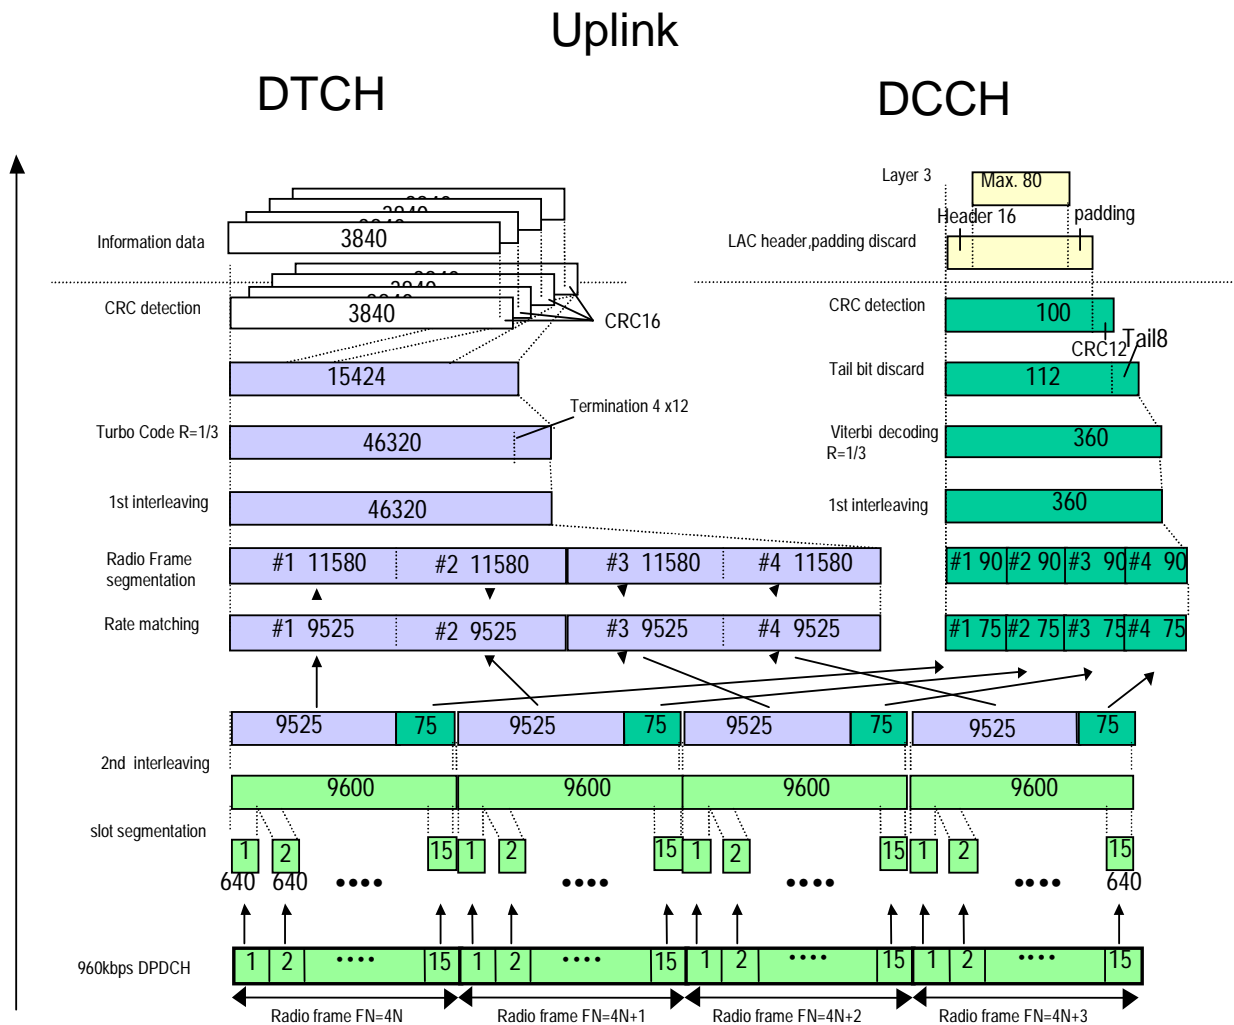 Uplink
DTCH
DCCH
Layer 3
Max. 80
Header 16
padding
Information data
3840
LAC header,padding discard
CRC detection
3840
CRC16
CRC detection
100
CRC12
Tail8
15424
Tail bit discard
112
Termination 4 x12
Turbo Code R=1/3
46320
Viterbi decoding
R=1/3
360
1st interleaving
46320
1st interleaving
360
Radio Frame
segmentation
#1 11580
#2 11580
#3 11580
#4 11580
#1 90
#2 90
#3 90
#4 90
Rate matching
#1 9525
#2 9525
#3 9525
#4 9525
#1 75
#2 75
#3 75
#4 75
9525
75
9525
75
9525
75
9525
75
2nd interleaving
9600
9600
9600
9600
slot segmentation
1
2
15
1
2
15
1
2
15
1
2
15
640
640
640
960kbps DPDCH
1
2
15
1
2
15
1
2
15
1
2
15
Radio frame FN=4N
Radio frame FN=4N+1
Radio frame FN=4N+2
Radio frame FN=4N+3